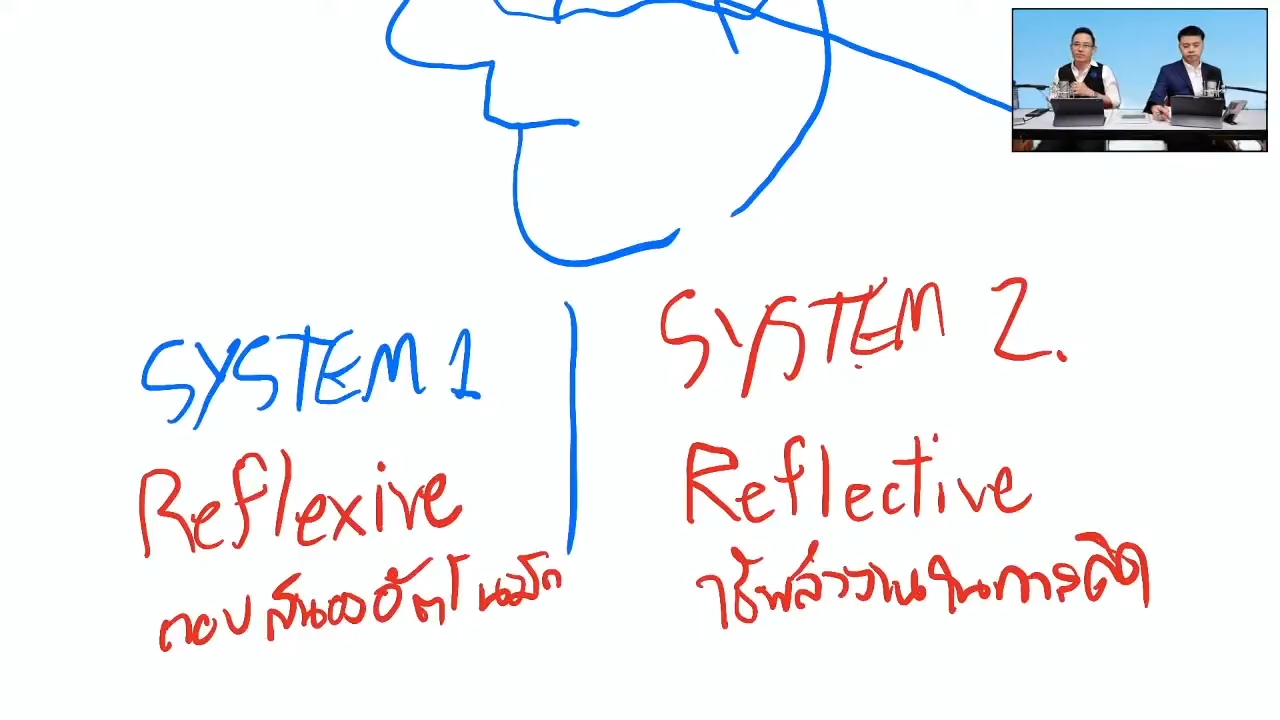 SYSTEM 1
SYSTEM 2.
Reflexive
Reflective
ตอบสนองอัตโนมัติ
ใช้พลังงานในการคิด